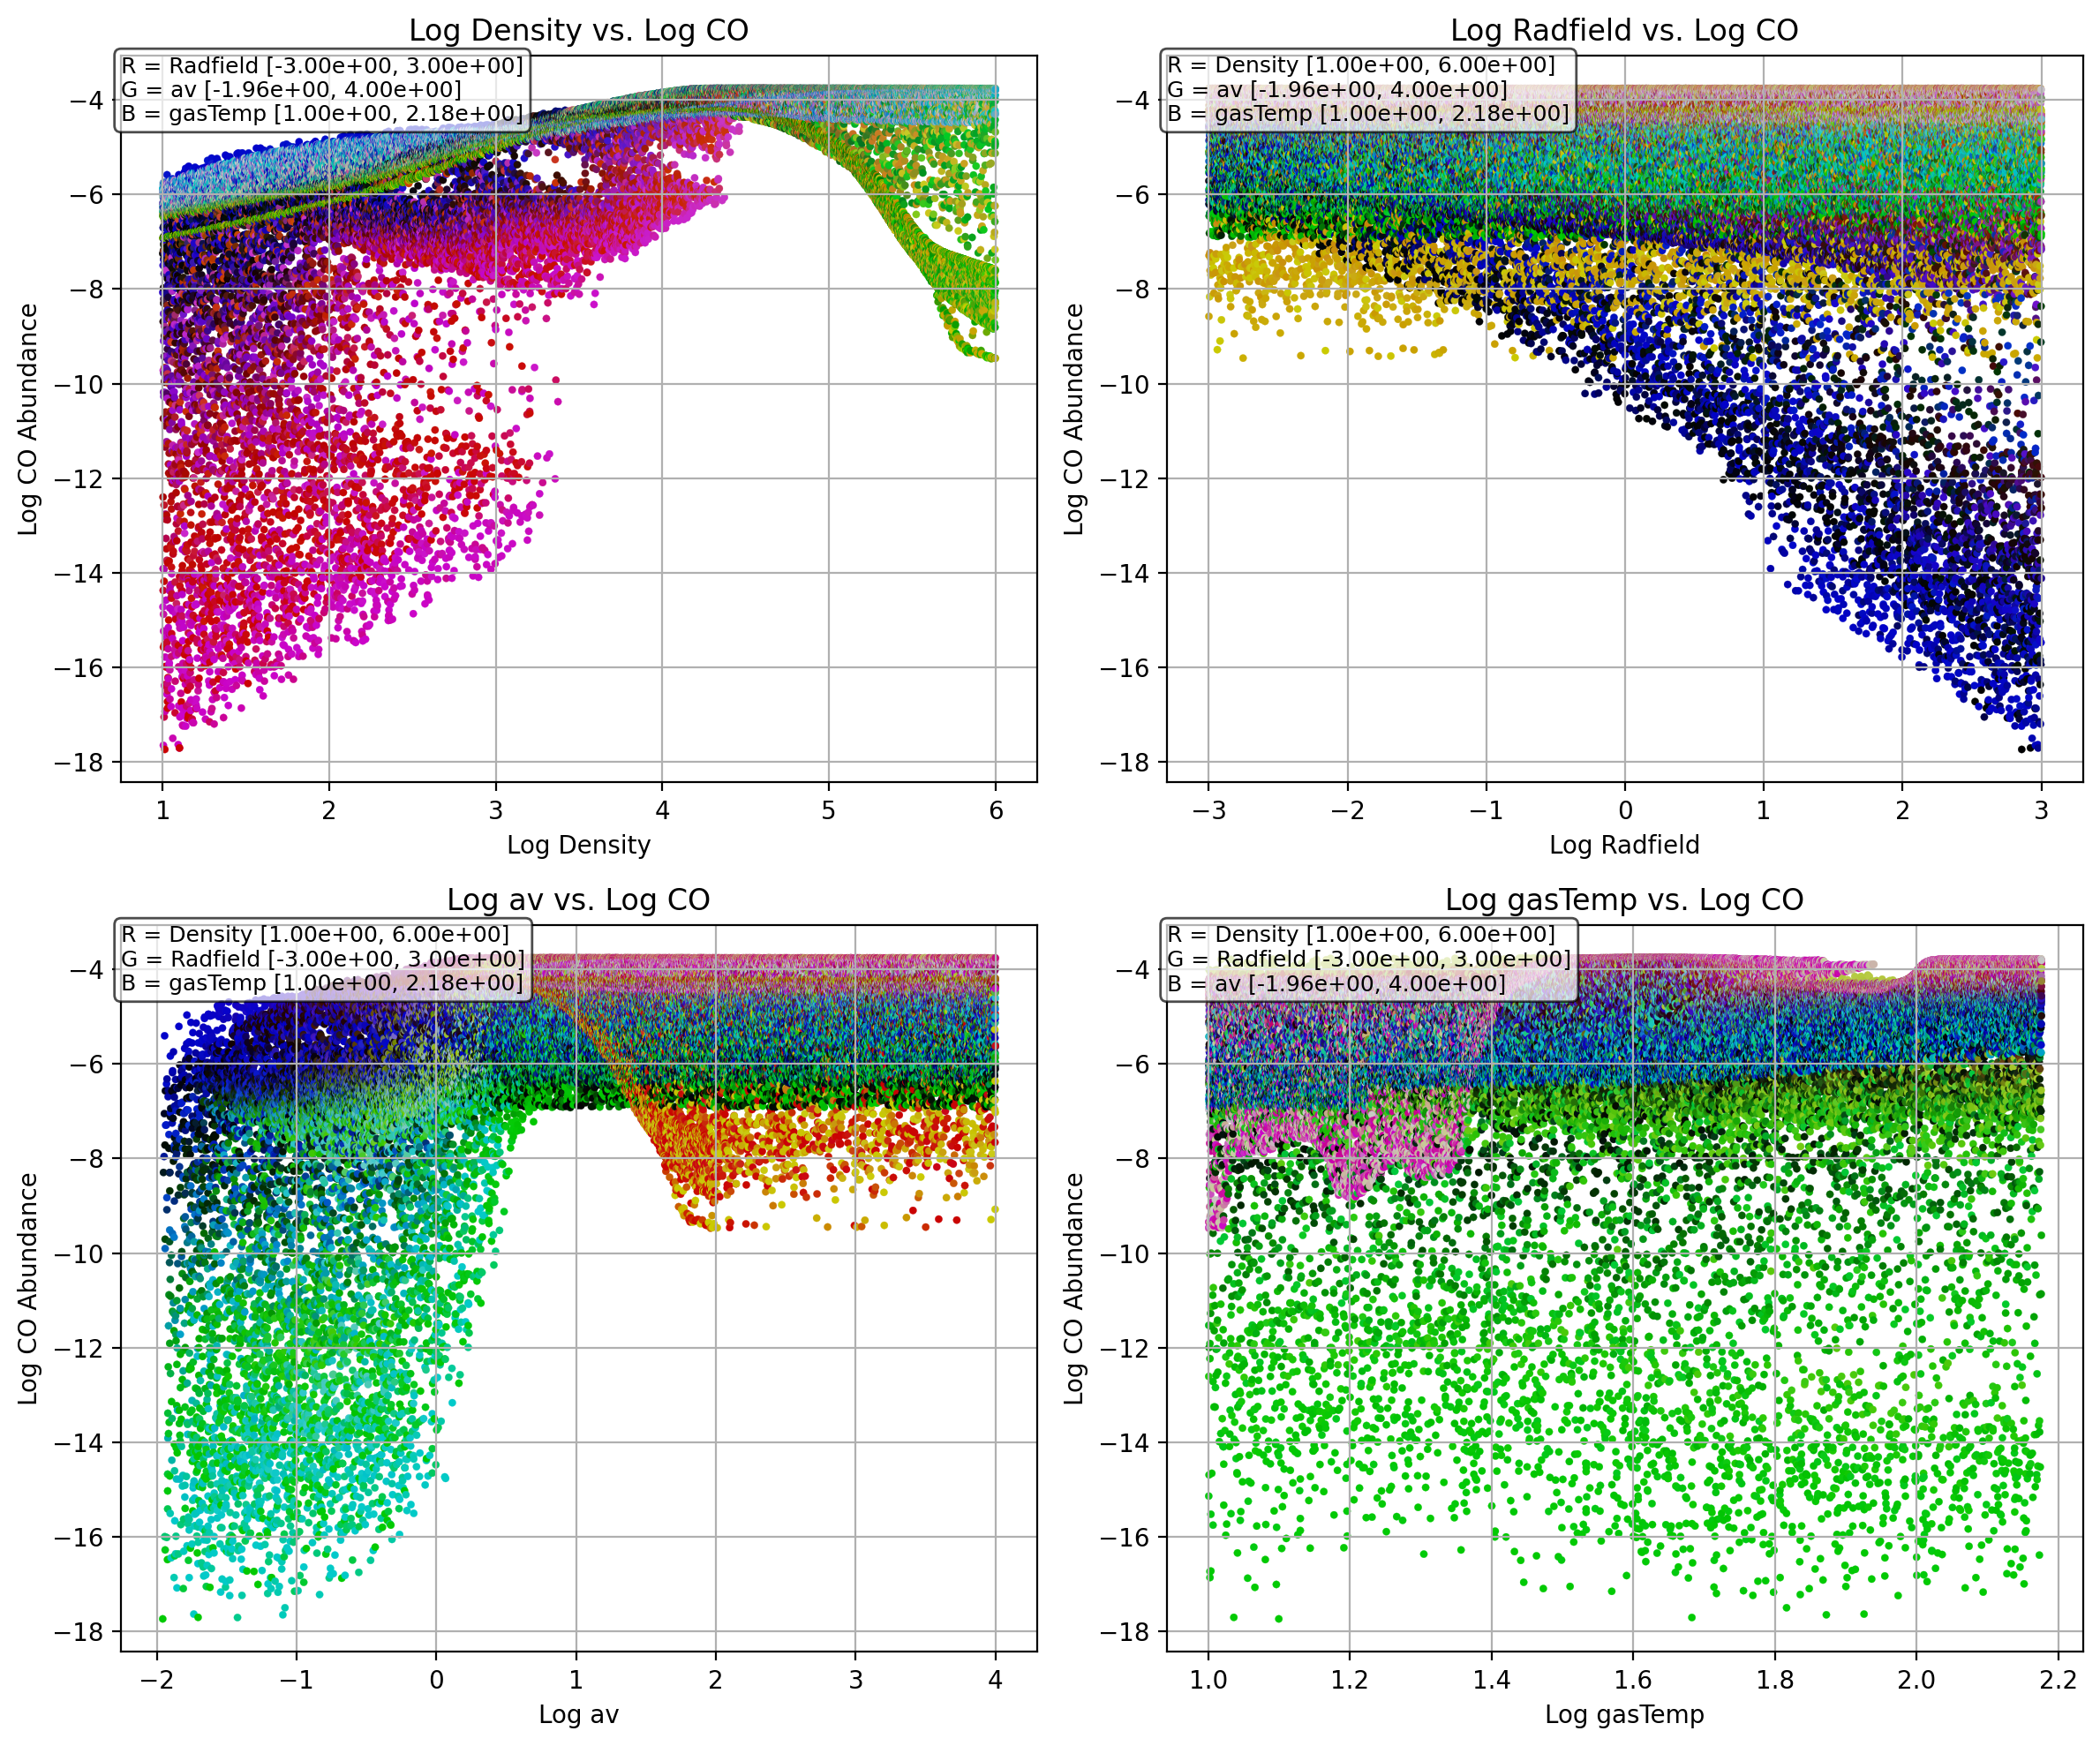 Log Density vs. Log CO
R = Radfield [-3.00e+00, 3.00e+00]
G = av [-1.96e+00, 4.00e+00]
B = gasTemp [1.00e+00, 2.18e+00]
Log CO Abundance
−4
−6
−8
−10
−12
−14
−16
−18
1 2 3 4 5 6
Log Density
Log Radfield vs. Log CO
R = Density [1.00e+00, 6.00e+00]
G = av [-1.96e+00, 4.00e+00]
B = gasTemp [1.00e+00, 2.18e+00]
Log CO Abundance
−4
−6
−8
−10
−12
−14
−16
−18
−3 −2 −1 0 1 2 3
Log Radfield
Log av vs. Log CO
R = Density [1.00e+00, 6.00e+00]
G = Radfield [-3.00e+00, 3.00e+00]
B = gasTemp [1.00e+00, 2.18e+00]
Log CO Abundance
−4
−6
−8
−10
−12
−14
−16
−18
−2 −1 0 1 2 3 4
Log av
Log gasTemp vs. Log CO
R = Density [1.00e+00, 6.00e+00]
G = Radfield [-3.00e+00, 3.00e+00]
B = av [-1.96e+00, 4.00e+00]
Log CO Abundance
−4
−6
−8
−10
−12
−14
−16
−18
1.0 1.2 1.4 1.6 1.8 2.0 2.2
Log gasTemp